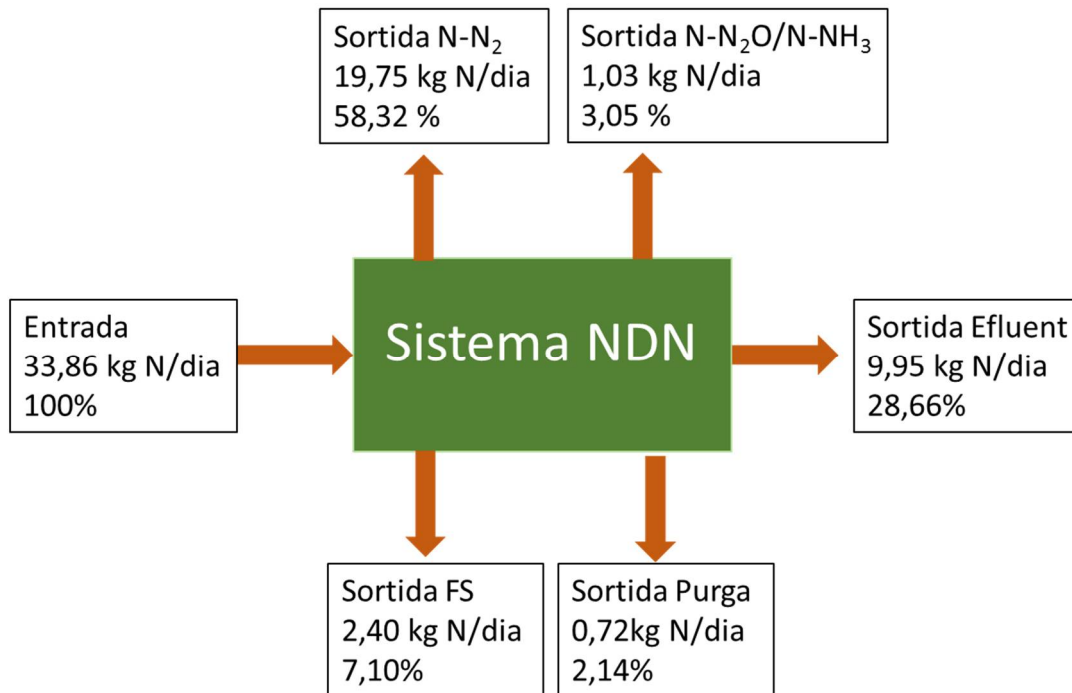 Sortida N-N₂
19,75 kg N/dia
58,32 %
Sortida N-N₂O/N-NH₃
1,03 kg N/dia
3,05 %
Entrada
33,86 kg N/dia
100%
Sistema NDN
Sortida Efluent
9,95 kg N/dia
28,66%
Sortida FS
2,40 kg N/dia
7,10%
Sortida Purga
0,72kg N/dia
2,14%